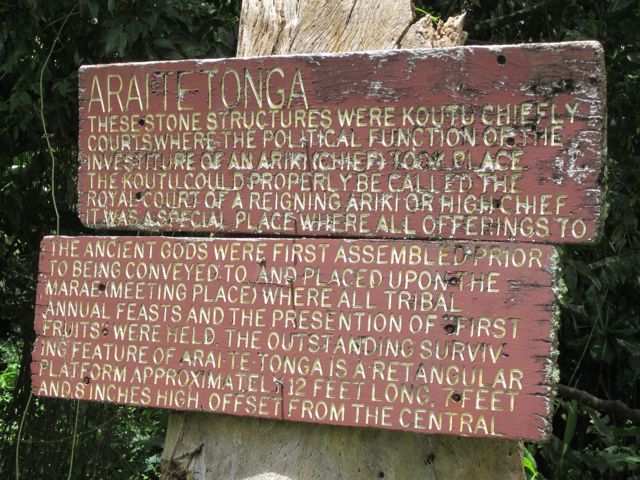 ARAI TE TONGA
THESE STONE STRUCTURES WERE KOUTU CHIEFLY
COURTS WHERE THE POLITICAL FUNCTION OF THE
INVESTITURE OF AN ARIKI (CHIEF) TOOK PLACE
THE KOUTU COULD PROPERLY BE CALLED THE
ROYAL COURT OF A REIGNING ARIKI OR HIGH CHIEF
IT WAS A SPECIAL PLACE WHERE ALL OFFERINGS TO
THE ANCIENT GODS WERE FIRST ASSEMBLED PRIOR
TO BEING CONVEYED TO, AND PLACED UPON THE
MARAE (MEETING PLACE) WHERE ALL TRIBAL
ANNUAL FEASTS AND THE PRESENTION OF "FIRST
FRUITS" WERE HELD. THE OUTSTANDING SURVIV-
ING FEATURE OF ARAI TE TONGA IS A RETANGULAR
PLATFORM APPROXIMATELY 12 FEET LONG, 7 FEET
AND 8 INCHES HIGH, OFFSET FROM THE CENTRAL